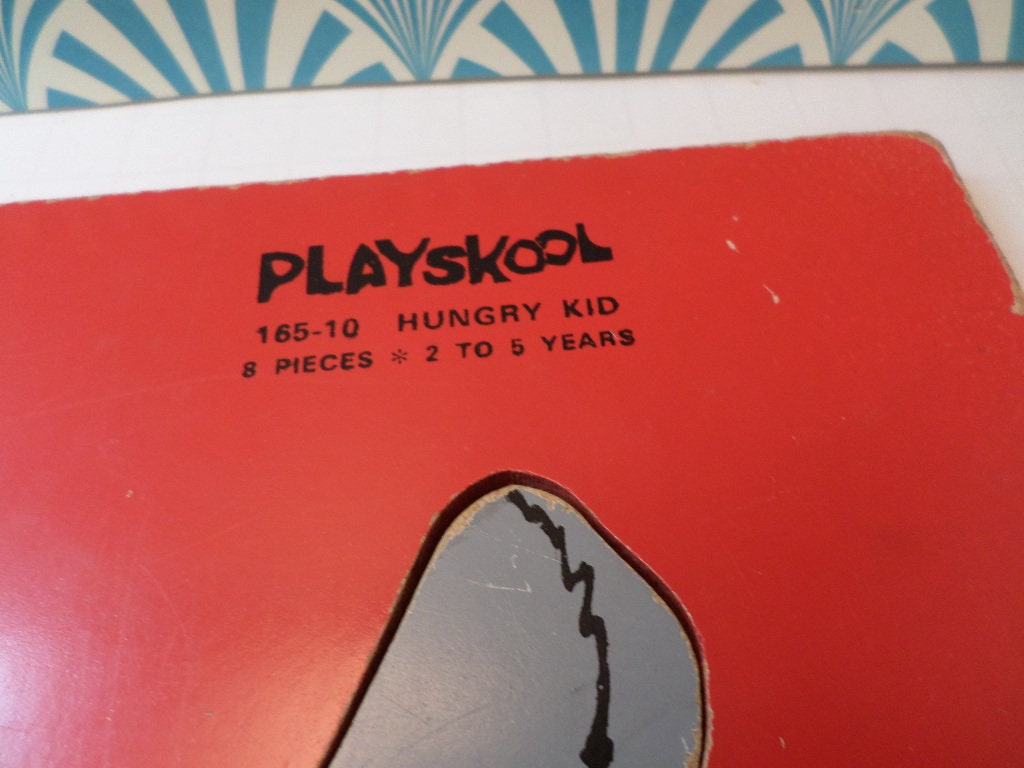 PLAYSKOOL
165-10 HUNGRY KID
8 PIECES * 2 TO 5 YEARS